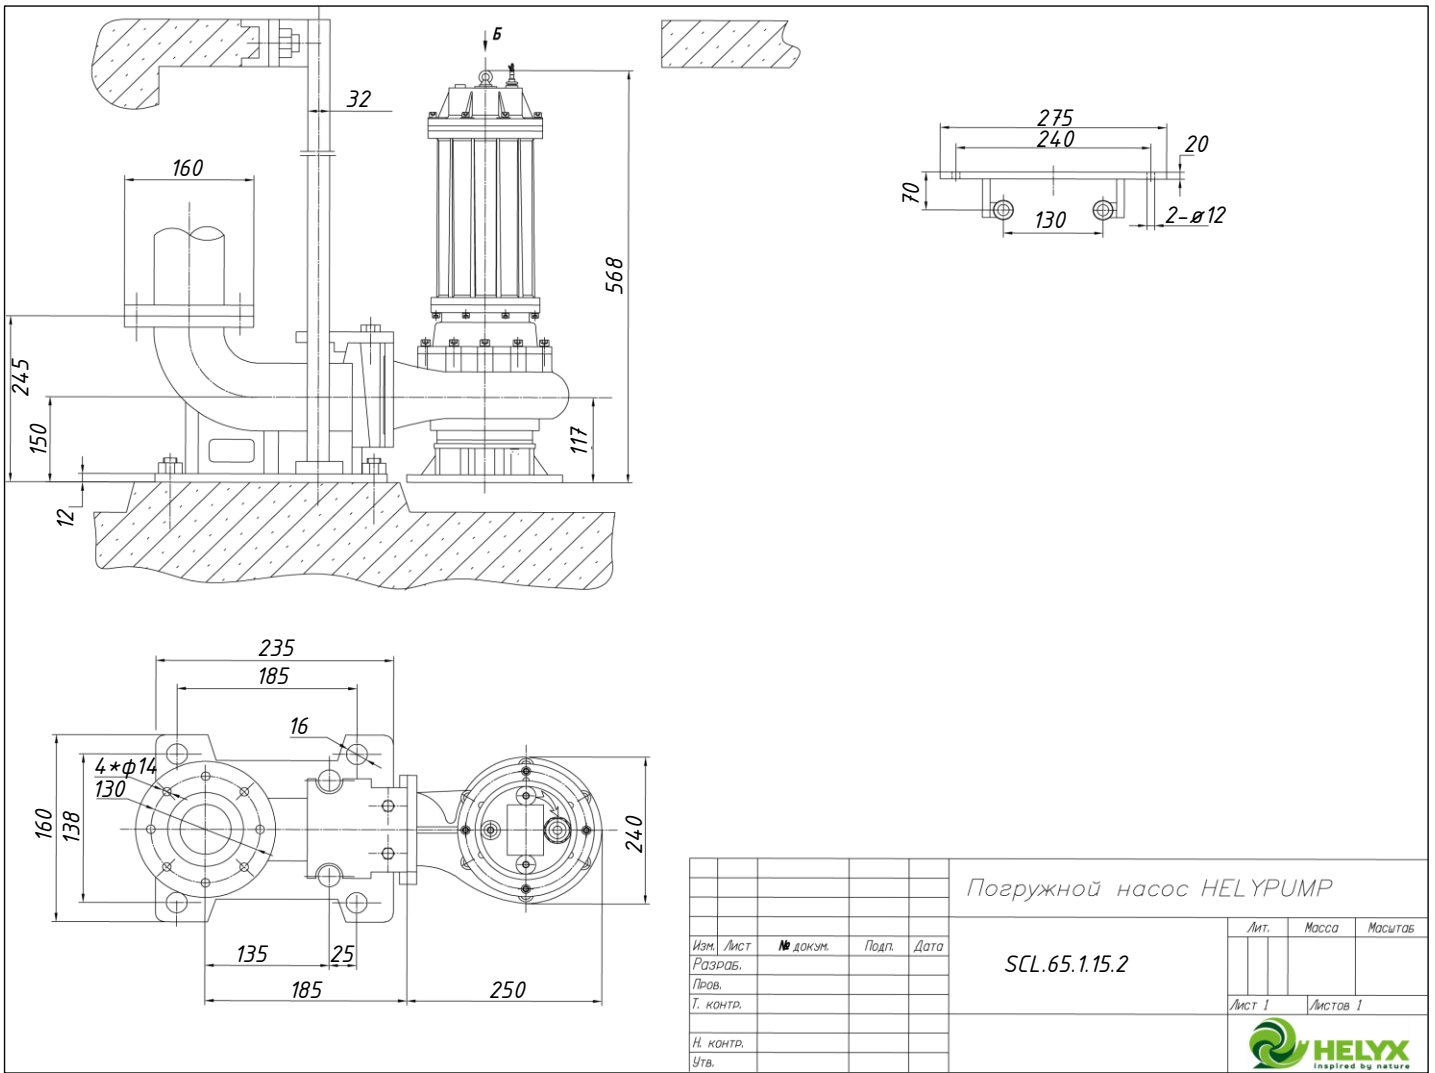 Б
32
160
568
245
150
117
12
275
240
20
70
130
2-ø12
235
185
16
4*ф14
130
160
138
240
135
25
185
250
Погружной насос HELYPUMP
Лит. Масса Масштаб
Изм. Лист № докум. Подп. Дата
SCL.65.1.15.2
Разраб.
Пров.
Т. контр.
Лист 1 Листов 1
Н. контр.
Утв.
HELYX
Inspired by nature